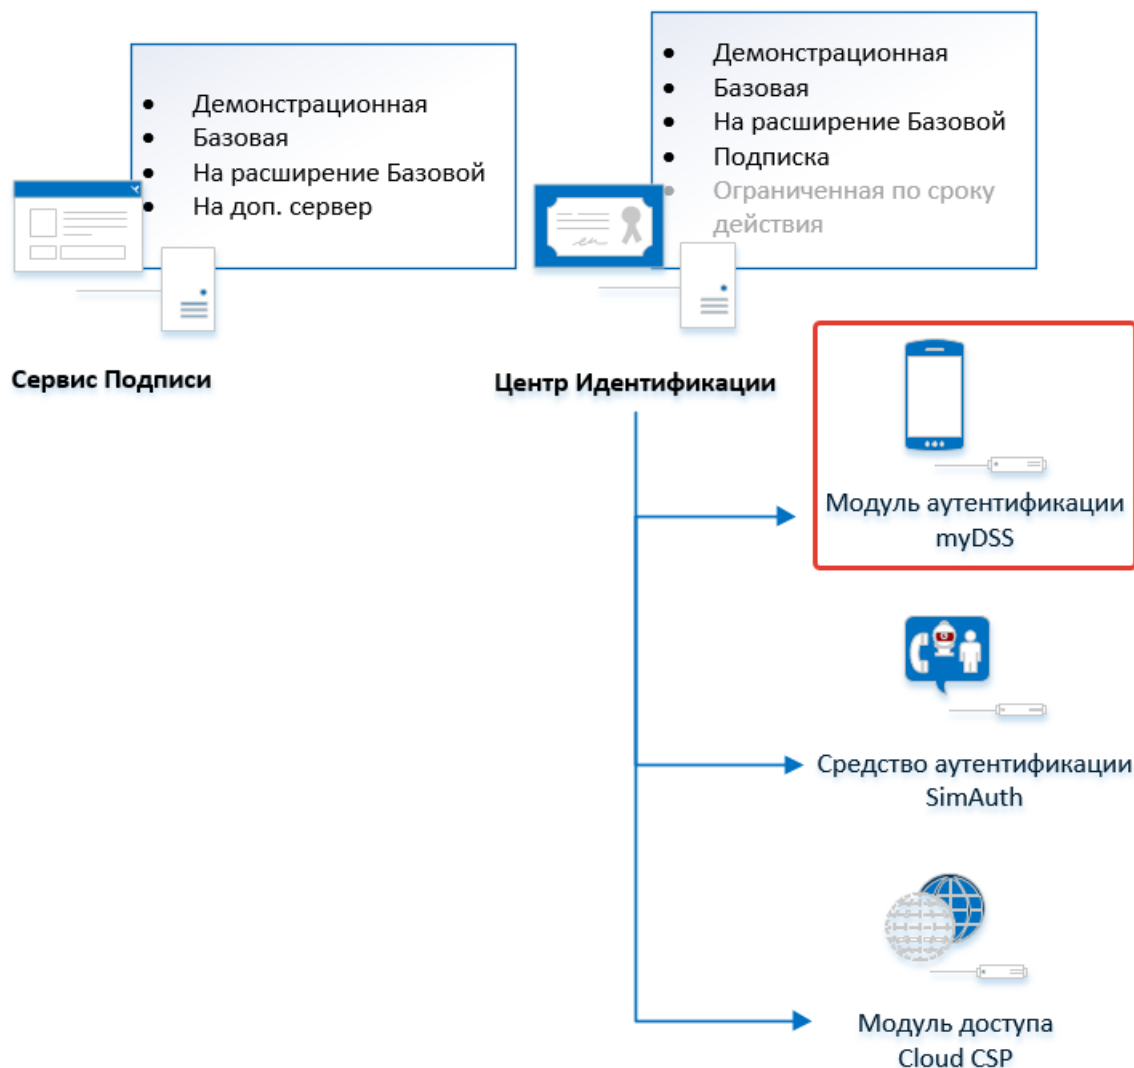 Демонстрационная
Базовая
На расширение Базовой
На доп. сервер
Сервис Подписи
Демонстрационная
Базовая
На расширение Базовой
Подписка
Ограниченная по сроку
действия
Центр Идентификации
Модуль аутентификации
myDSS
Средство аутентификации
SimAuth
Модуль доступа
Cloud CSP